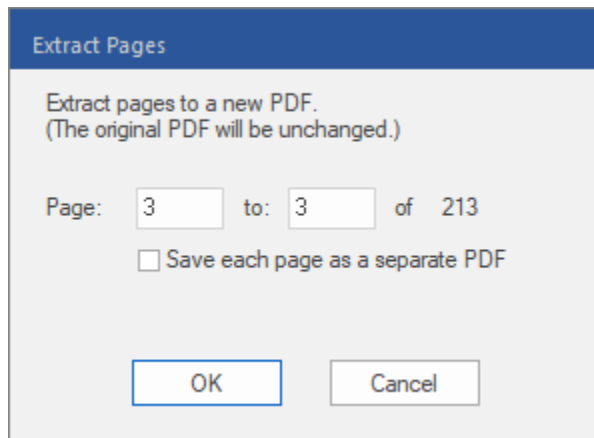 Extract Pages
Extract pages to a new PDF.
(The original PDF will be unchanged.)
Page: 3 to: 3 of 213
Save each page as a separate PDF
OK Cancel